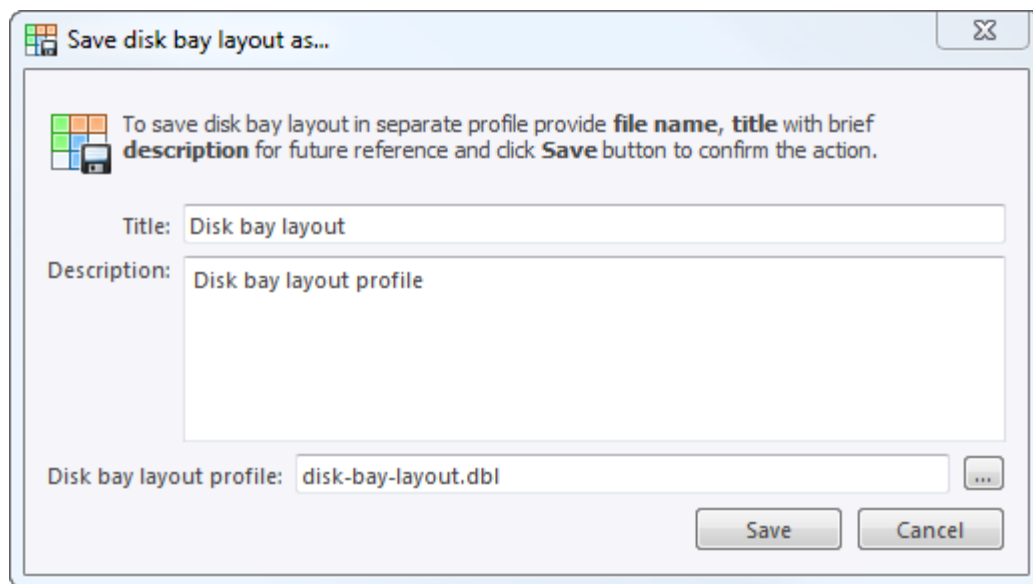 Save disk bay layout as...
To save disk bay layout in separate profile provide file name, title with brief
description for future reference and click Save button to confirm the action.
Title: Disk bay layout
Description: Disk bay layout profile
Disk bay layout profile: disk-bay-layout.dbl ...
Save Cancel